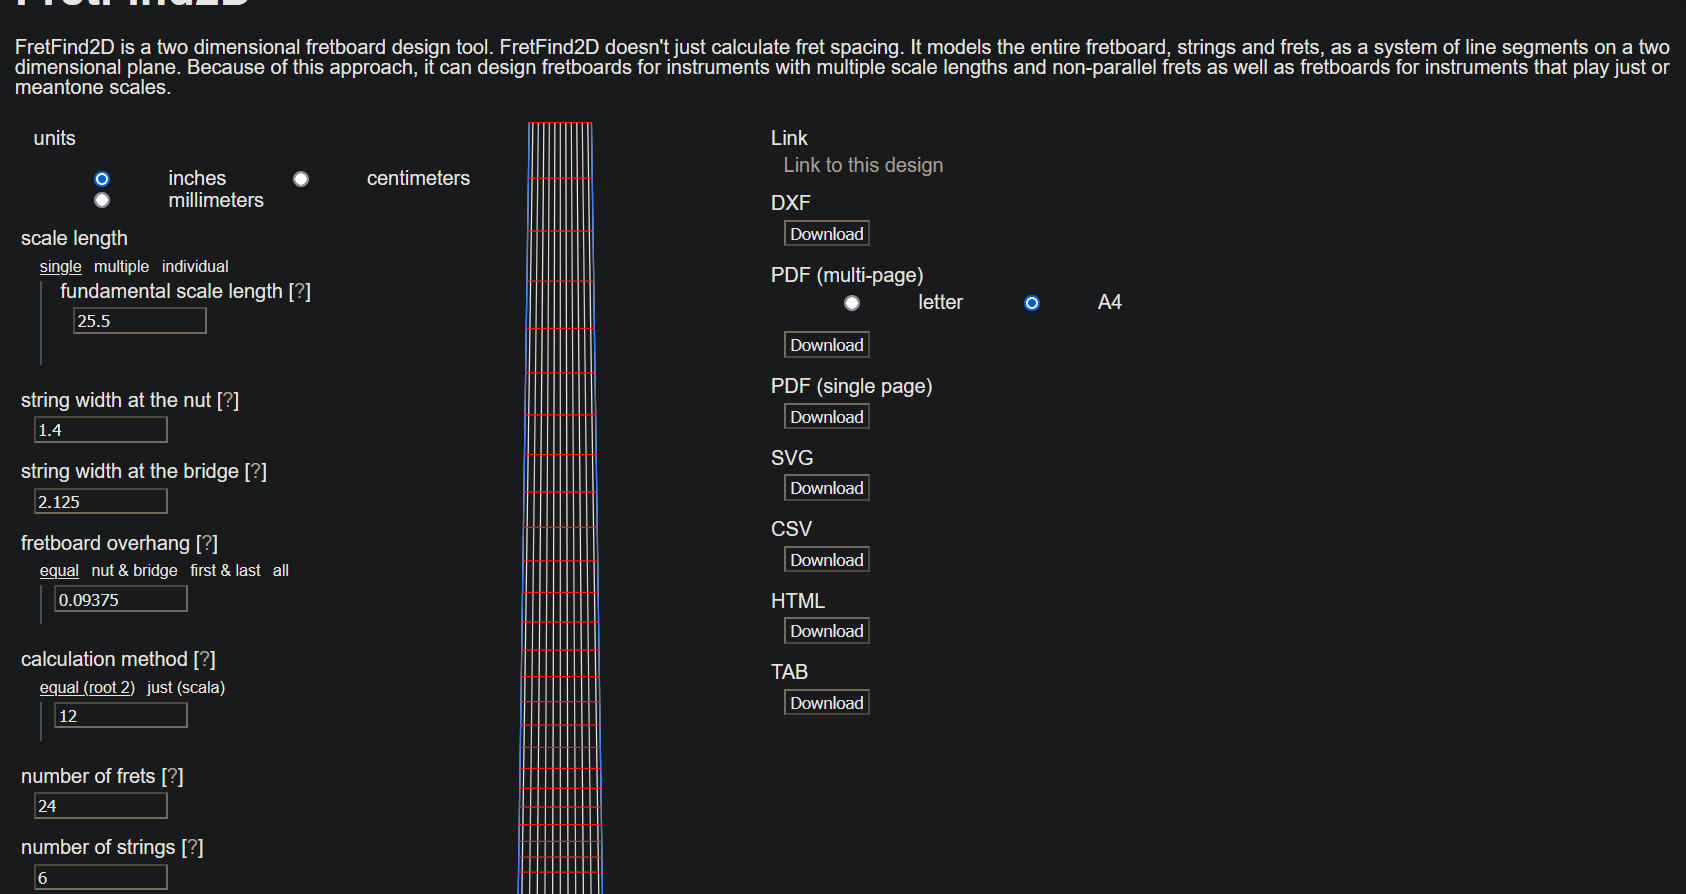 FretFind2D
FretFind2D is a two dimensional fretboard design tool. FretFind2D doesn't just calculate fret spacing. It models the entire fretboard, strings and frets, as a system of line segments on a two
dimensional plane. Because of this approach, it can design fretboards for instruments with multiple scale lengths and non-parallel frets as well as fretboards for instruments that play just or
meantone scales.
units
inches centimeters
millimeters
scale length
single multiple individual
fundamental scale length [?]
25.5
string width at the nut [?]
1.4
string width at the bridge [?]
2.125
fretboard overhang [?]
equal nut & bridge first & last all
0.09375
calculation method [?]
equal (root 2) just (scala)
12
number of frets [?]
24
number of strings [?]
6
Link
Link to this design
DXF
Download
PDF (multi-page)
letter A4
Download
PDF (single page)
Download
SVG
Download
CSV
Download
HTML
Download
TAB
Download